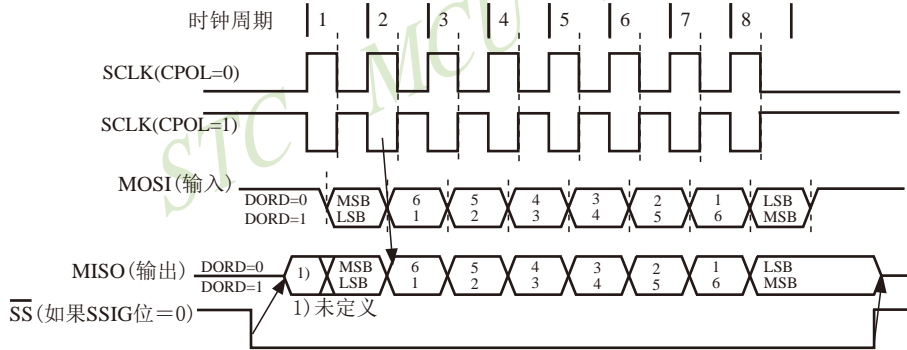 时钟周期 1 2 3 4 5 6 7 8
SCLK(CPOL=0)
SCLK(CPOL=1)
STC MCU
MOSI(输入) DORD=0 MSB 6 5 4 3 2 1 LSB
DORD=1 LSB 1 2 3 4 5 6 MSB
MISO(输出) DORD=0 1) MSB 6 5 4 3 2 1 LSB
DORD=1 LSB 1 2 3 4 5 6 MSB
1)未定义
SS(如果SSIG位=0)